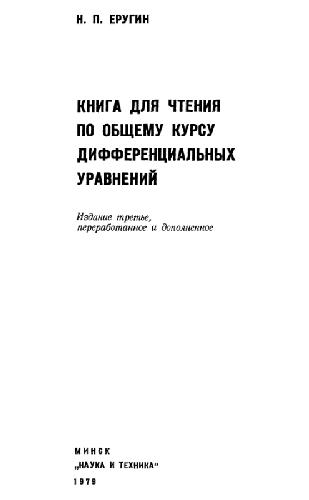 Н. П. ЕРУГИН
КНИГА ДЛЯ ЧТЕНИЯ
ПО ОБЩЕМУ КУРСУ
ДИФФЕРЕНЦИАЛЬНЫХ
УРАВНЕНИЙ
Издание третье,
переработанное и дополненное
МИНСК
„НАУКА И ТЕХНИКА“
1979